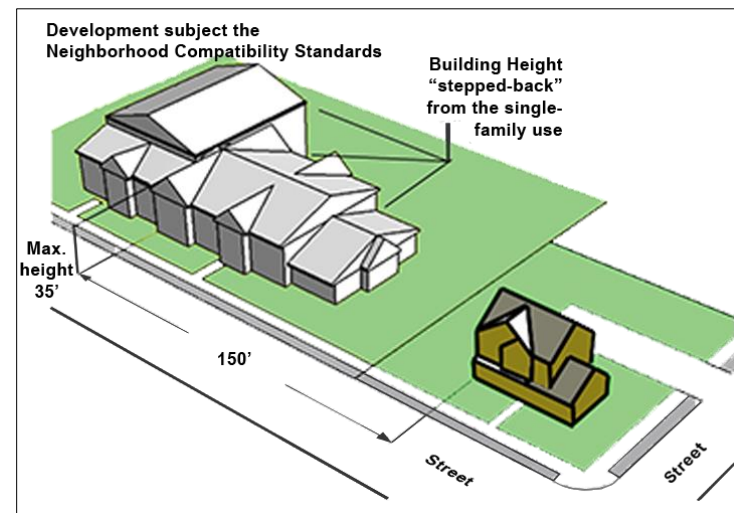 Development subject the
Neighborhood Compatibility Standards
Building Height
“stepped-back”
from the single-
family use
Max.
height
35’
150’
Street
Street